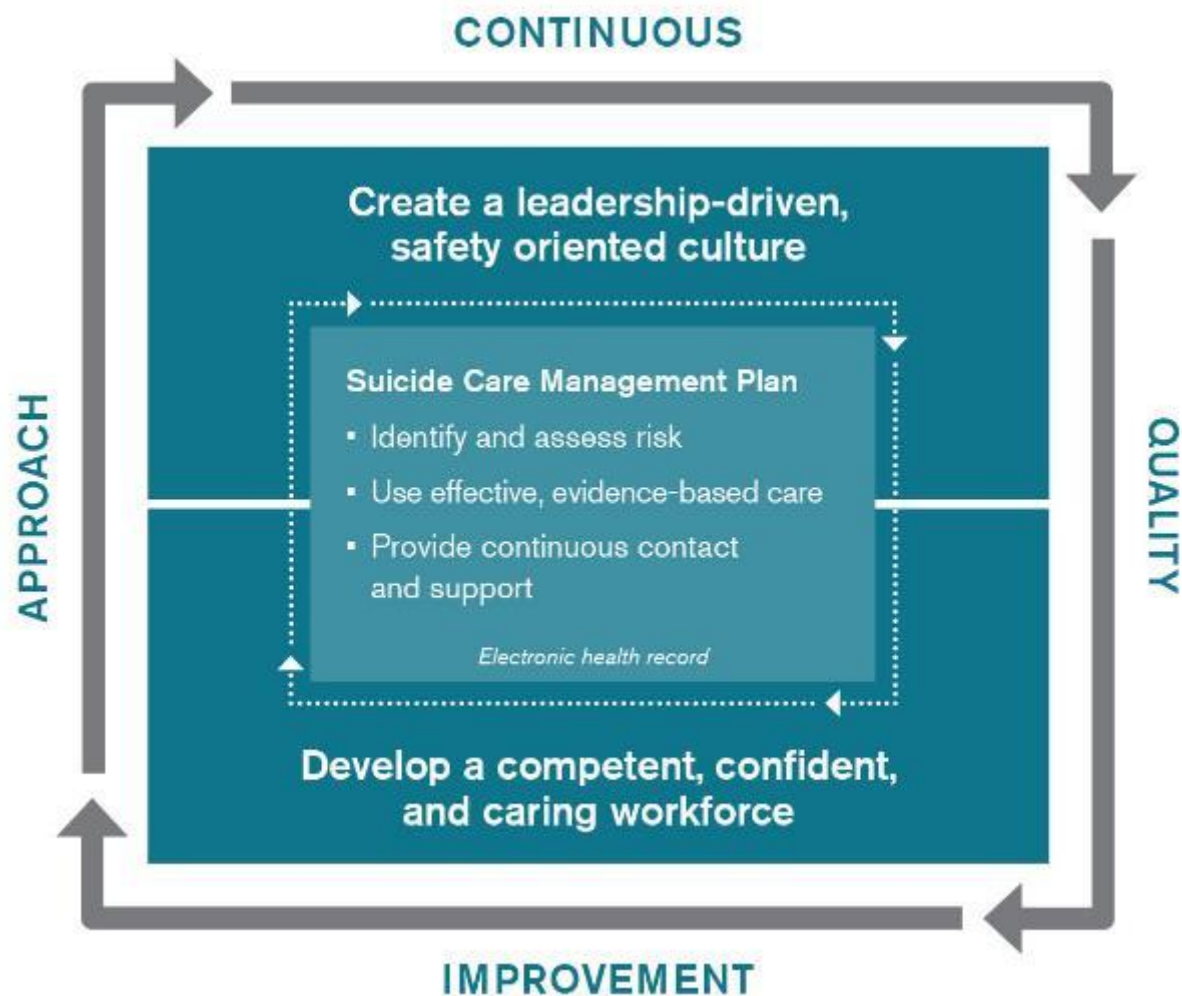 CONTINUOUS
Create a leadership-driven,
safety oriented culture
Suicide Care Management Plan
▪ Identify and assess risk
▪ Use effective, evidence-based care
▪ Provide continuous contact
and support
Electronic health record
Develop a competent, confident,
and caring workforce
QUALITY
IMPROVEMENT
APPROACH